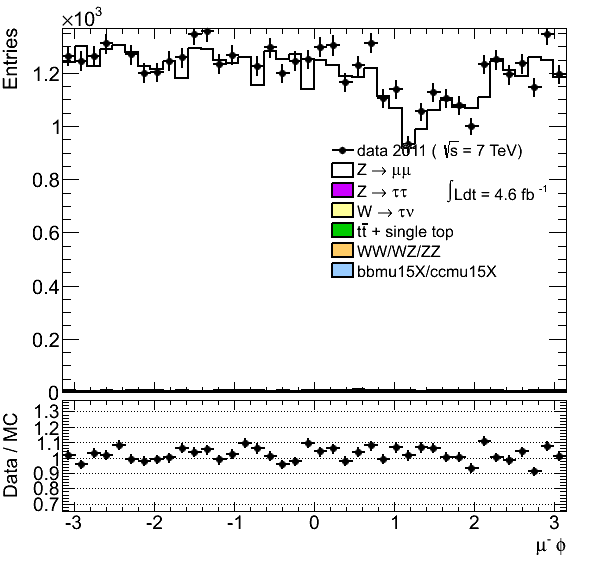 ×10³
Entries
1.2
1
0.8
0.6
0.4
0.2
0
data 2011 ( √s = 7 TeV)
Z → μμ
Z → ττ
∫Ldt = 4.6 fb⁻¹
W → τν
tt̄ + single top
WW/WZ/ZZ
bbmu15X/ccmu15X
Data / MC
1.3
1.2
1.1
1
0.9
0.8
0.7
-3 -2 -1 0 1 2 3
μ⁻ ϕ